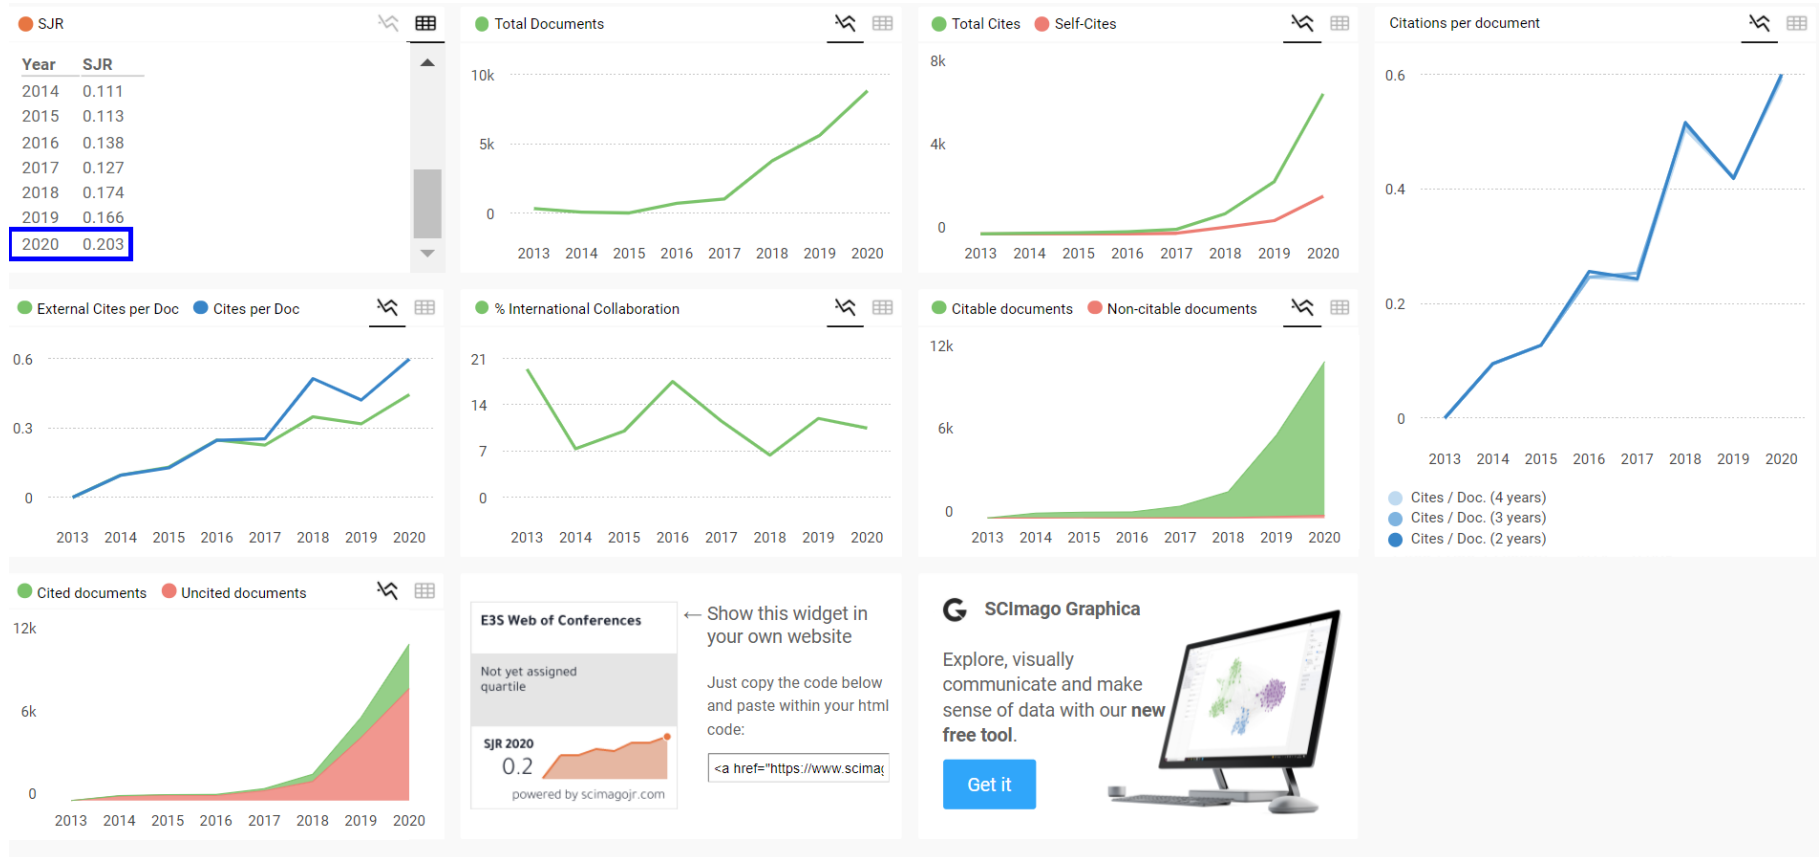 SJR
Year SJR
2014 0.111
2015 0.113
2016 0.138
2017 0.127
2018 0.174
2019 0.166
2020 0.203
Total Documents
10k
5k
0
2013 2014 2015 2016 2017 2018 2019 2020
Total Cites Self-Cites
8k
4k
0
2013 2014 2015 2016 2017 2018 2019 2020
Citations per document
0.6
0.4
0.2
0
2013 2014 2015 2016 2017 2018 2019 2020
Cites / Doc. (4 years)
Cites / Doc. (3 years)
Cites / Doc. (2 years)
External Cites per Doc Cites per Doc
0.6
0.3
0
2013 2014 2015 2016 2017 2018 2019 2020
% International Collaboration
21
14
7
0
2013 2014 2015 2016 2017 2018 2019 2020
Citable documents Non-citable documents
12k
6k
0
2013 2014 2015 2016 2017 2018 2019 2020
Cited documents Uncited documents
12k
6k
0
2013 2014 2015 2016 2017 2018 2019 2020
E3S Web of Conferences
Not yet assigned
quartile
SJR 2020
0.2
powered by scimagojr.com
← Show this widget in
your own website
Just copy the code below
and paste within your html
code:
<a href="https://www.scimag
SCImago Graphica
Explore, visually
communicate and make
sense of data with our new
free tool.
Get it